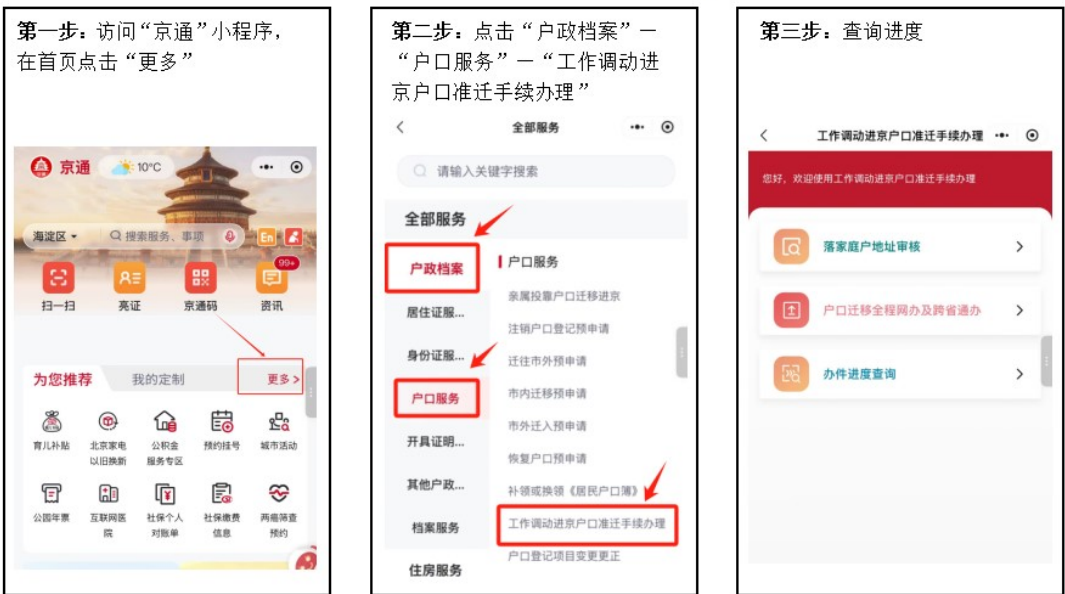 第一步：访问“京通”小程序，
在首页点击“更多”
京通
10°C
海淀区
搜索服务、事项
En
99+
扫一扫
亮证
京通码
资讯
为您推荐
我的定制
更多>
育儿补贴
北京家电
以旧换新
公积金
服务专区
预约挂号
城市活动
公园年票
互联网医
院
社保个人
对账单
社保缴费
信息
两癌筛查
预约
第二步：点击“户政档案”—
“户口服务”—“工作调动进
京户口准迁手续办理”
全部服务
请输入关键字搜索
全部服务
户政档案
居住证服...
身份证服...
户口服务
开具证明...
其他户政...
档案服务
住房服务
户口服务
亲属投靠户口迁移进京
注销户口登记预申请
迁往市外预申请
市内迁移预申请
市外迁入预申请
恢复户口预申请
补领或换领《居民户口簿》
工作调动进京户口准迁手续办理
户口登记项目变更更正
第三步：查询进度
工作调动进京户口准迁手续办理
您好，欢迎使用工作调动进京户口准迁手续办理
落家庭户地址审核
户口迁移全程网办及跨省通办
办件进度查询